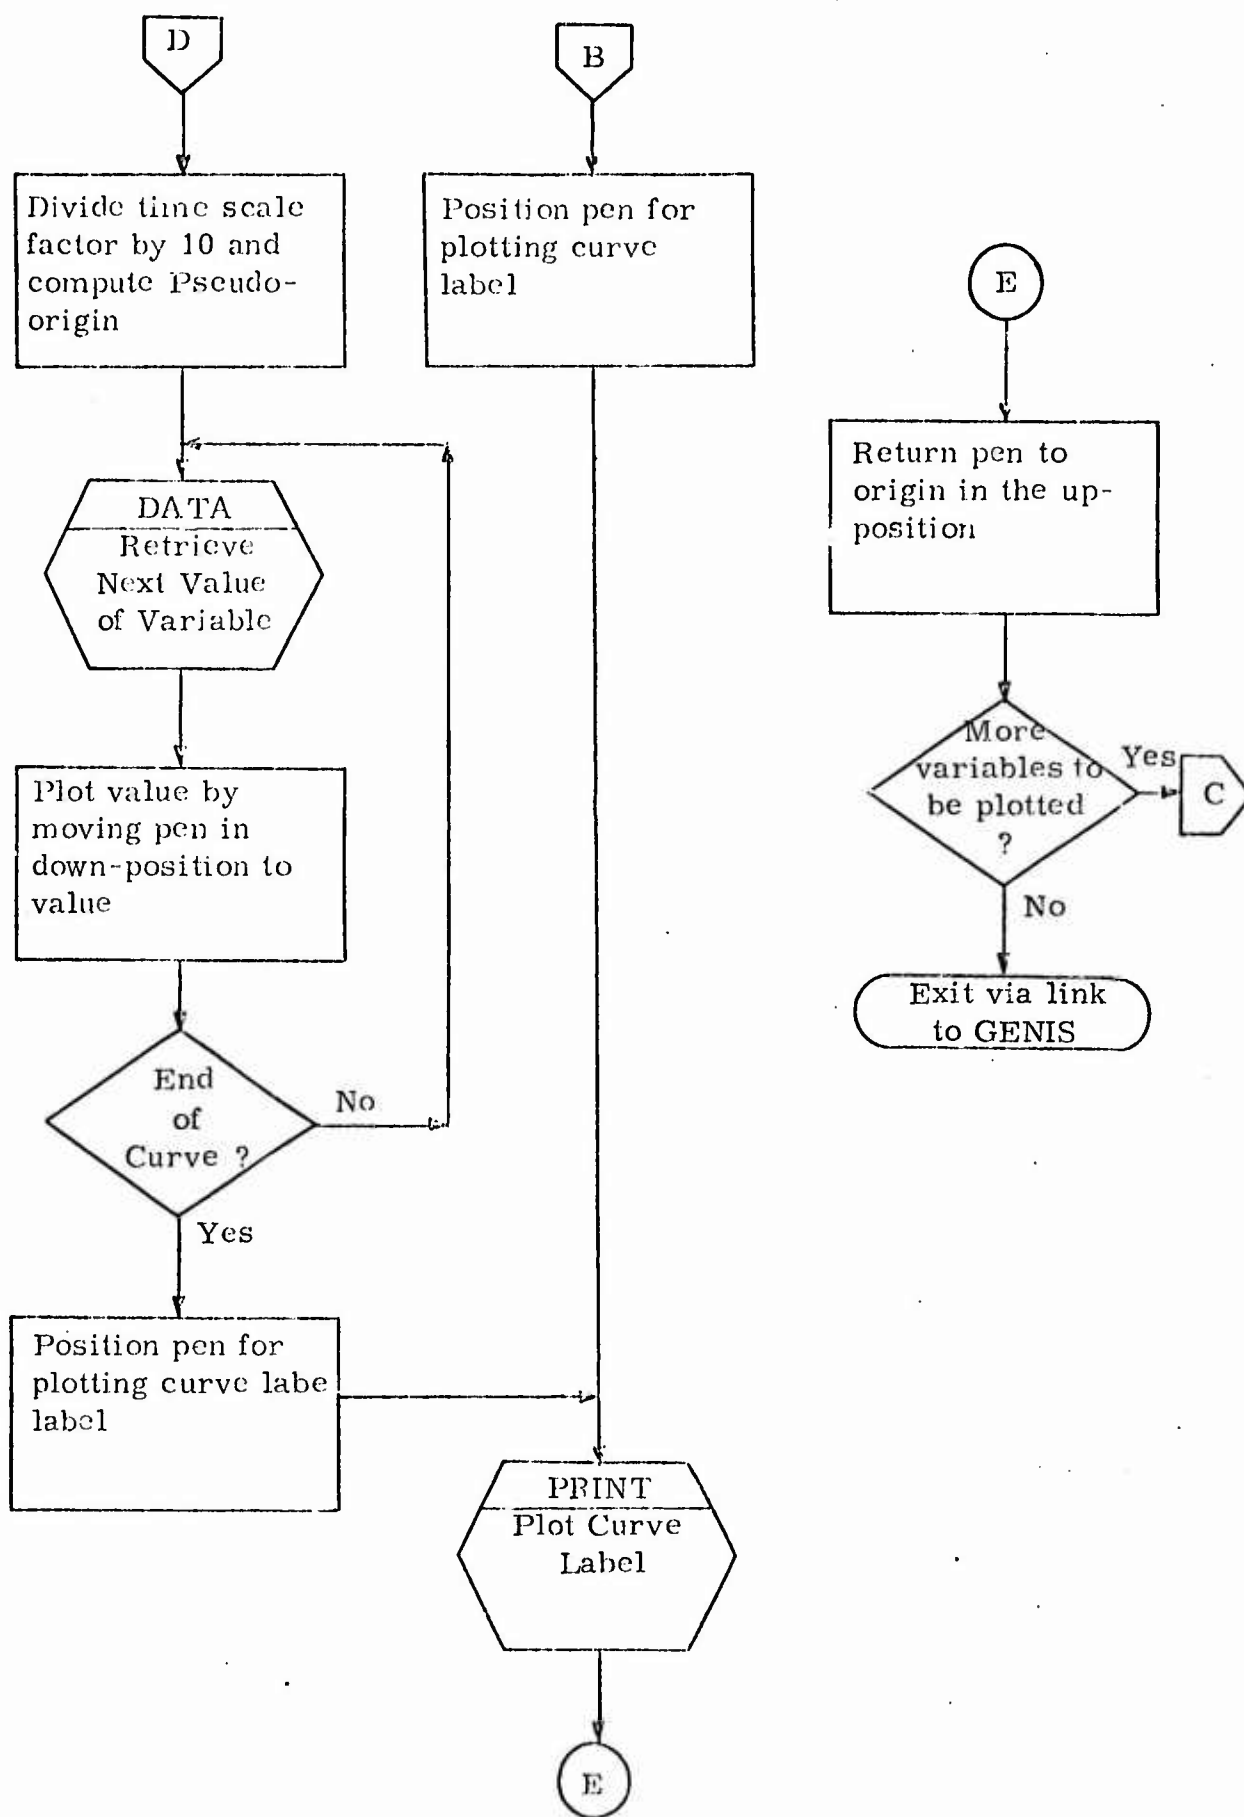 D
Divide time scale
factor by 10 and
compute Pseudo-
origin
DATA
Retrieve
Next Value
of Variable
Plot value by
moving pen in
down-position to
value
End
of
Curve ?
No
Yes
Position pen for
plotting curve labe
label
B
Position pen for
plotting curve
label
PRINT
Plot Curve
Label
E
E
Return pen to
origin in the up-
position
More
variables to
be plotted
?
Yes
C
No
Exit via link
to GENIS